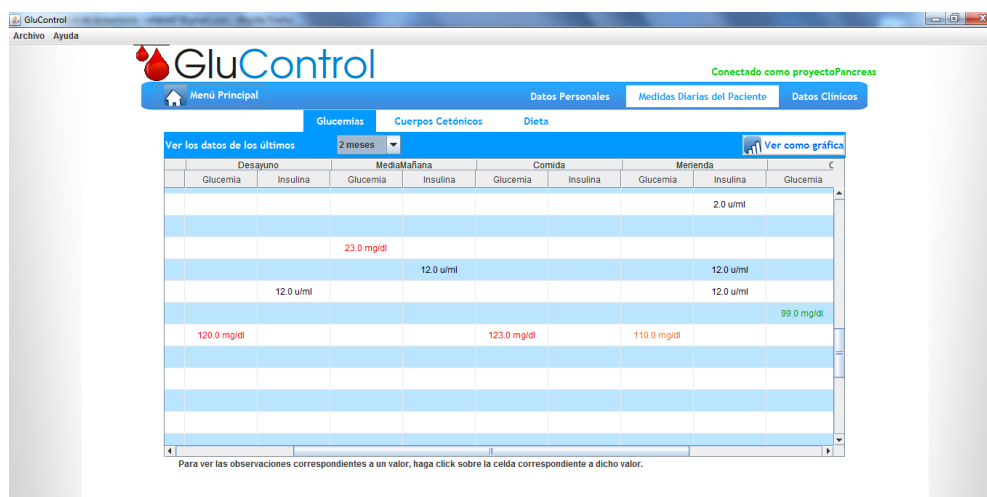 GluControl
Archivo Ayuda
GluControl
Conectado como proyectoPancreas
Menú Principal Datos Personales Medidas Diarias del Paciente Datos Clínicos
Glucemias Cuerpos Cetónicos Dieta
Ver los datos de los últimos 2 meses Ver como gráfica
Desayuno MediaMañana Comida Merienda C
Glucemia Insulina Glucemia Insulina Glucemia Insulina Glucemia Insulina Glucemia
2.0 u/ml
23.0 mg/dl
12.0 u/ml 12.0 u/ml
12.0 u/ml 12.0 u/ml
99.0 mg/dl
120.0 mg/dl 123.0 mg/dl 110.0 mg/dl
Para ver las observaciones correspondientes a un valor, haga click sobre la celda correspondiente a dicho valor.